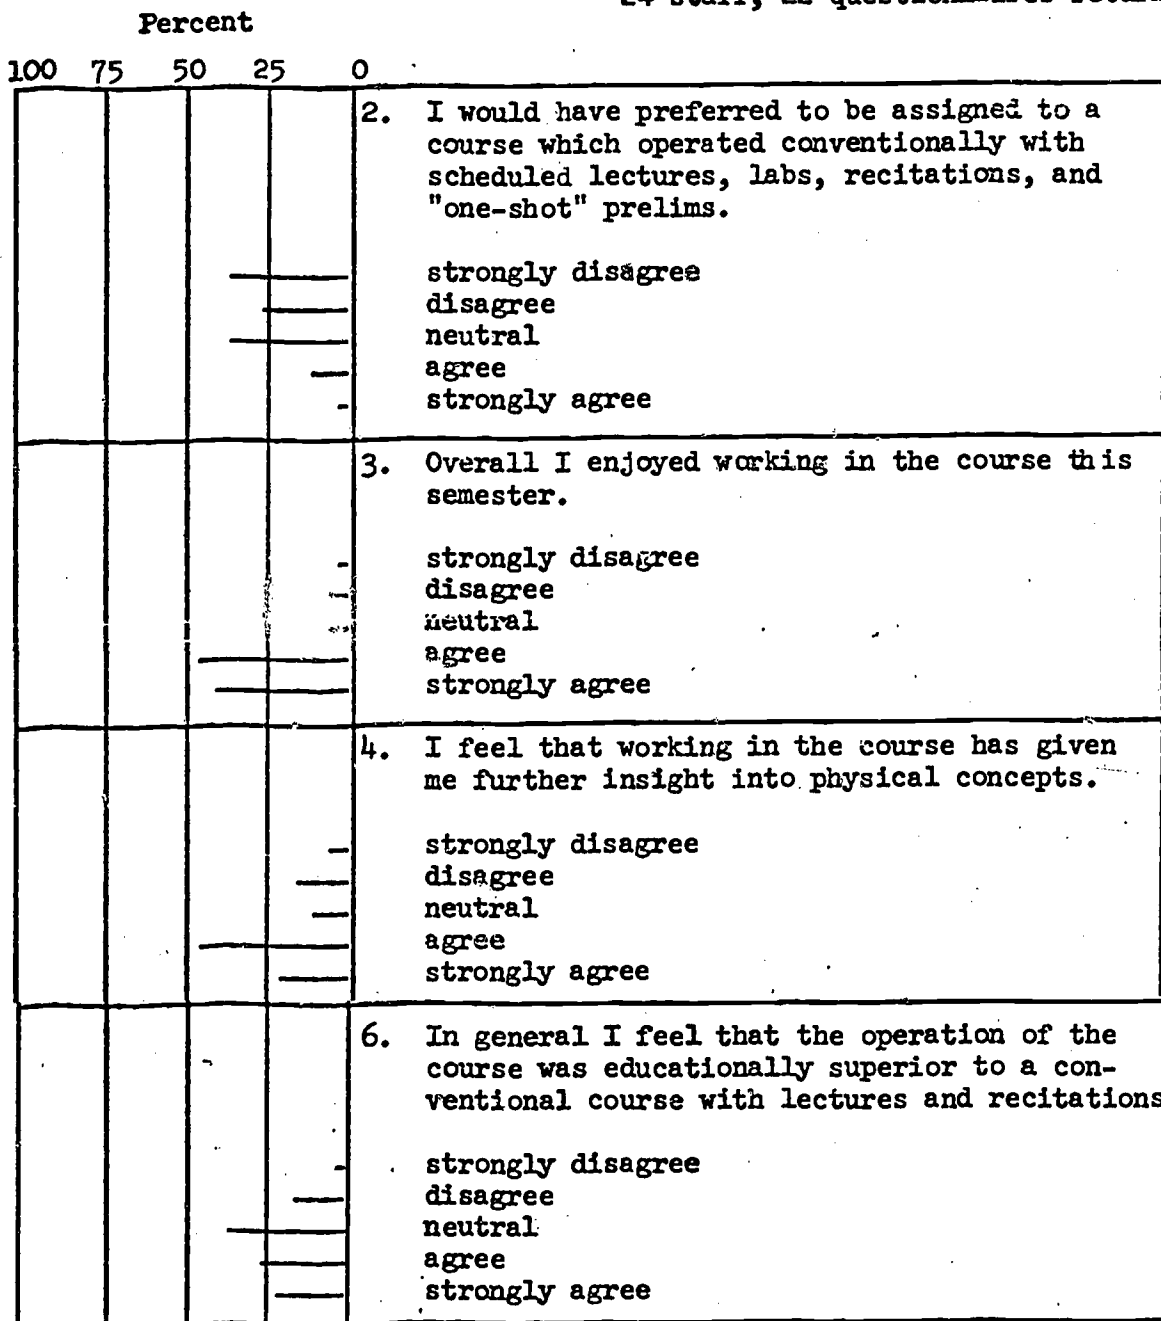 24 staff,
Percent
100 75 50 25 0
2. I would have preferred to be assigned to a
course which operated conventionally with
scheduled lectures, labs, recitations, and
"one-shot" prelims.
strongly disagree
disagree
neutral
agree
strongly agree
3. Overall I enjoyed working in the course this
semester.
strongly disagree
disagree
neutral
agree
strongly agree
4. I feel that working in the course has given
me further insight into physical concepts.
strongly disagree
disagree
neutral
agree
strongly agree
6. In general I feel that the operation of the
course was educationally superior to a con-
ventional course with lectures and recitations
strongly disagree
disagree
neutral
agree
strongly agree